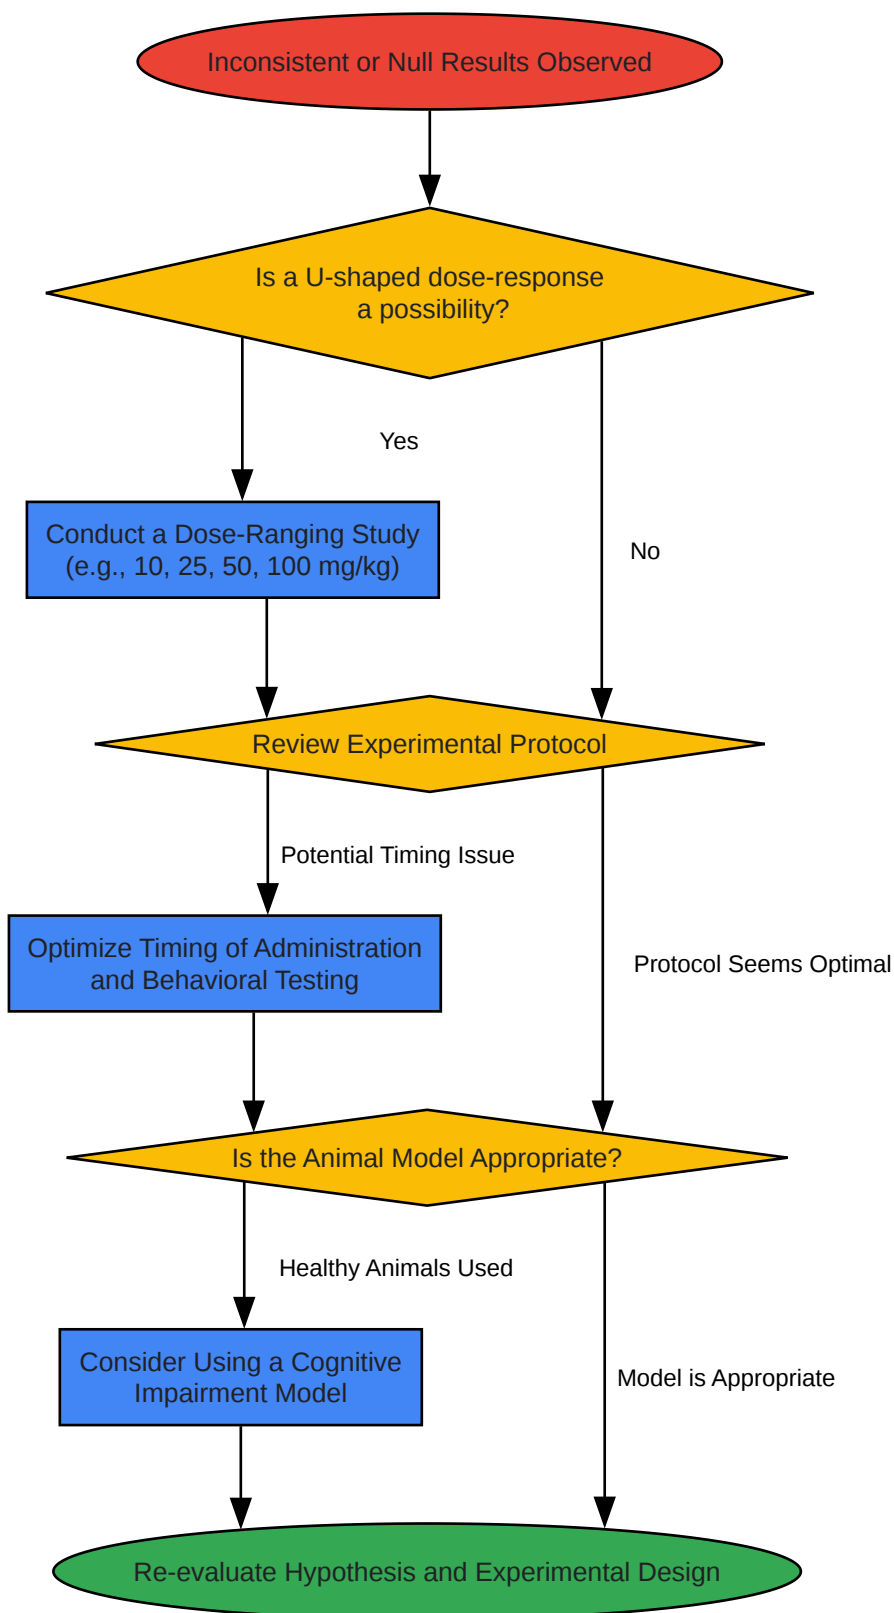 Inconsistent or Null Results Observed
Is a U-shaped dose-response
a possibility?
Yes
Conduct a Dose-Ranging Study
(e.g., 10, 25, 50, 100 mg/kg)
No
Review Experimental Protocol
Potential Timing Issue
Optimize Timing of Administration
and Behavioral Testing
Protocol Seems Optimal
Is the Animal Model Appropriate?
Healthy Animals Used
Consider Using a Cognitive
Impairment Model
Model is Appropriate
Re-evaluate Hypothesis and Experimental Design